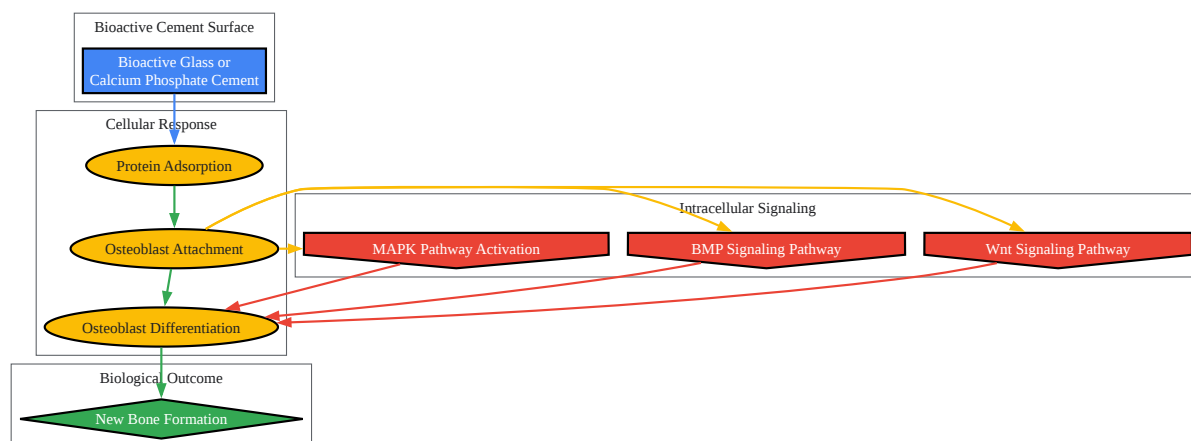 Bioactive Cement Surface
Bioactive Glass or
Calcium Phosphate Cement
Cellular Response
Protein Adsorption
Intracellular Signaling
Osteoblast Attachment
MAPK Pathway Activation
BMP Signaling Pathway
Wnt Signaling Pathway
Osteoblast Differentiation
Biological Outcome
New Bone Formation